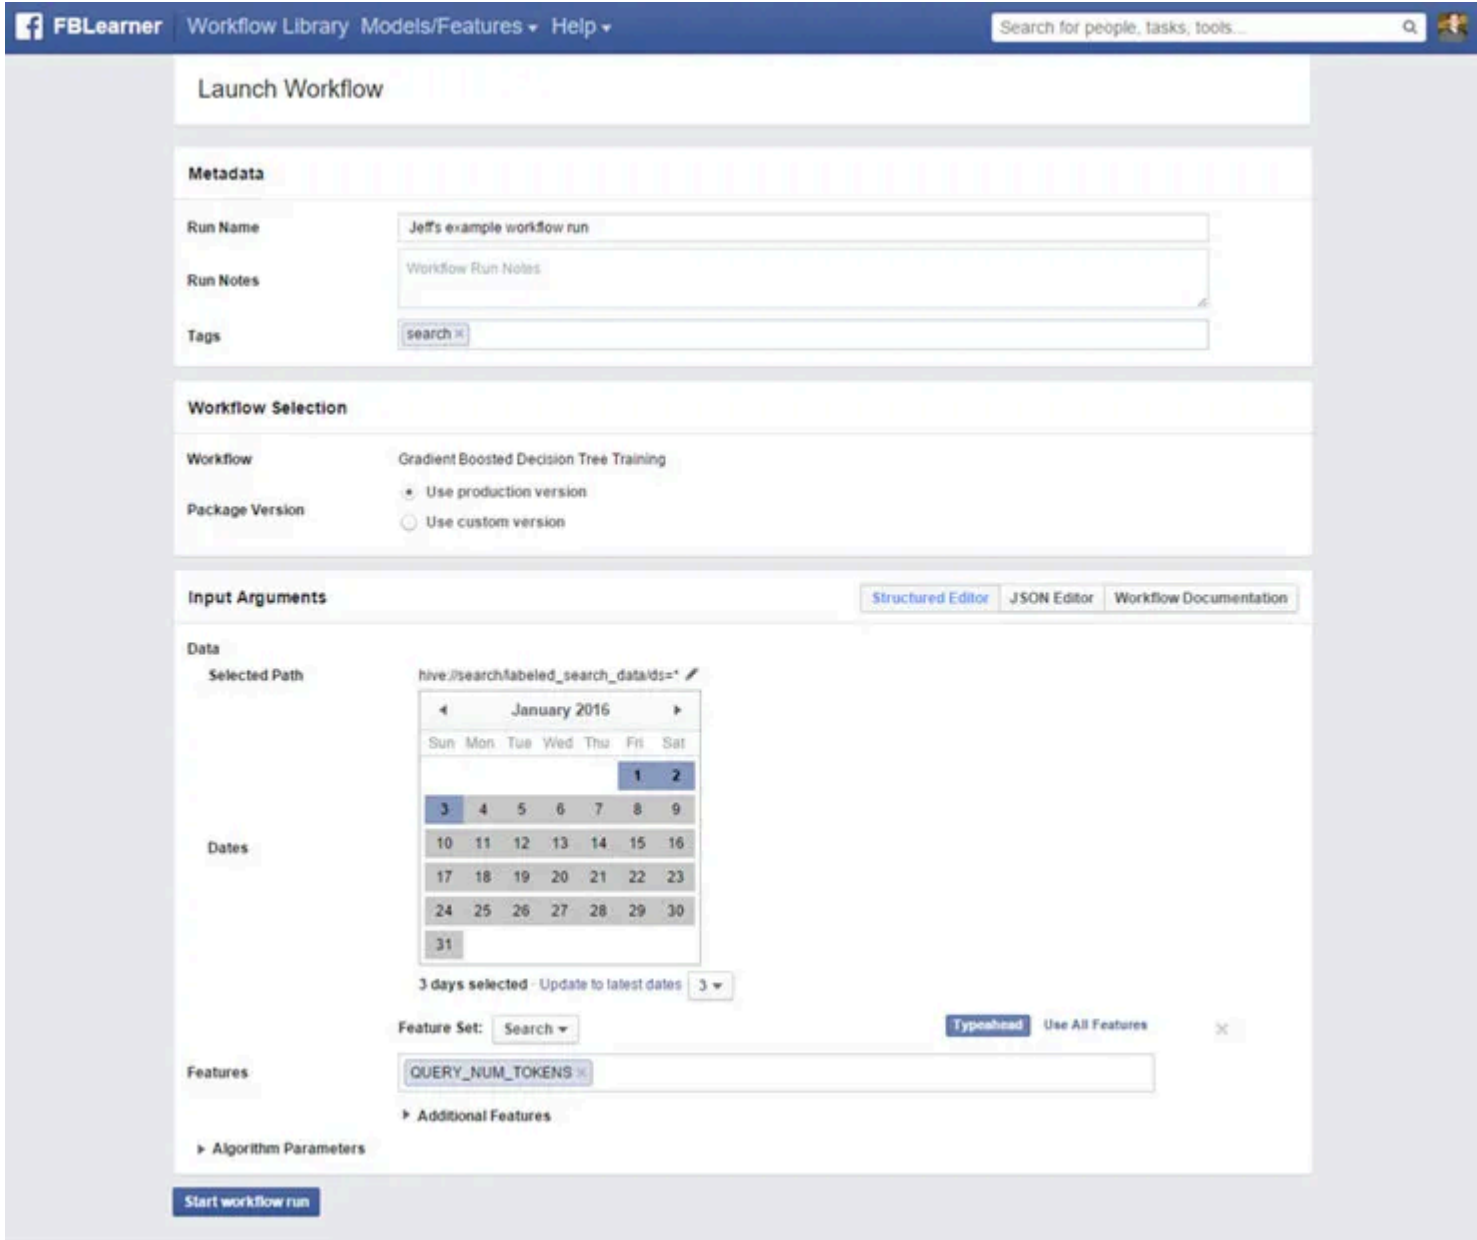 FBLearner Workflow Library Models/Features Help Search for people, tasks, tools...
Launch Workflow
Metadata
Run Name Jeff's example workflow run
Run Notes Workflow Run Notes
Tags search ×
Workflow Selection
Workflow Gradient Boosted Decision Tree Training
Package Version
Use production version
Use custom version
Input Arguments Structured Editor JSON Editor Workflow Documentation
Data
Selected Path hive://search/labeled_search_data/ds=*
January 2016
Sun Mon Tue Wed Thu Fri Sat
1 2
3 4 5 6 7 8 9
Dates
10 11 12 13 14 15 16
17 18 19 20 21 22 23
24 25 26 27 28 29 30
31
3 days selected · Update to latest dates 3
Feature Set: Search Typeahead Use All Features ×
Features QUERY_NUM_TOKENS ×
Additional Features
Algorithm Parameters
Start workflow run